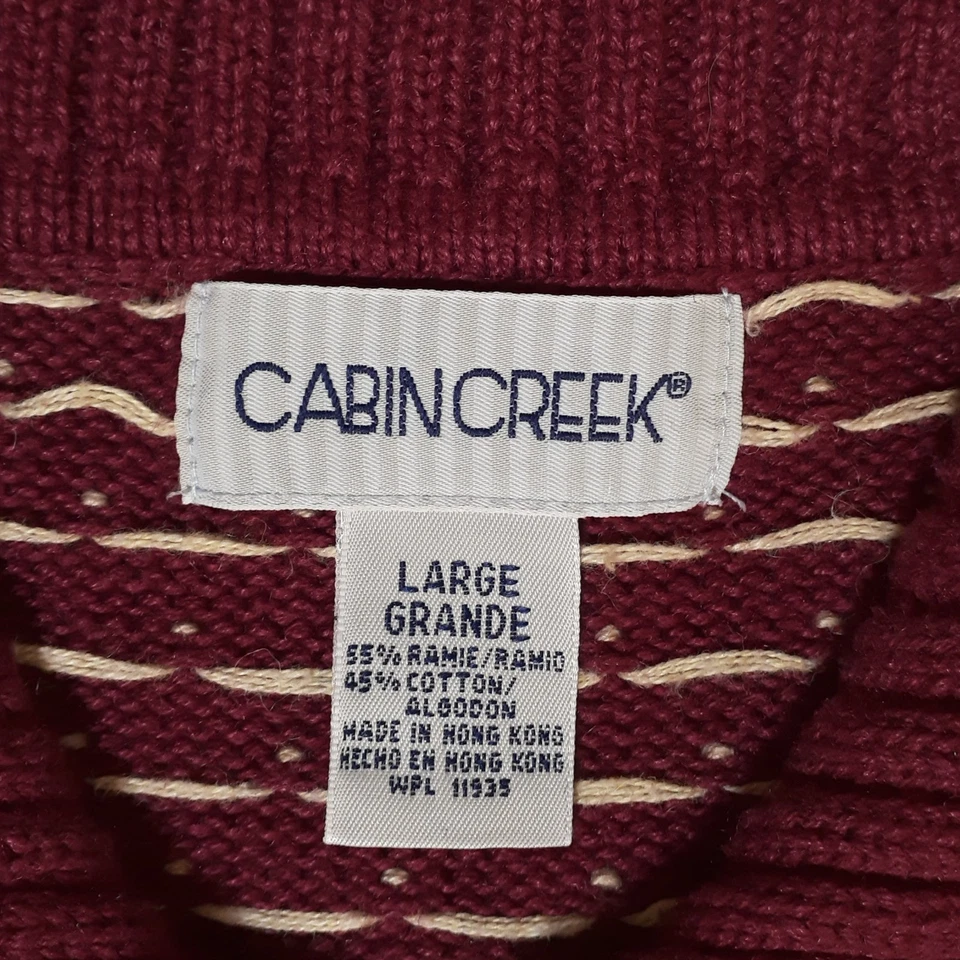 CABIN CREEK®
LARGE
GRANDE
55% RAMIE/RAMIO
45% COTTON/
ALGODON
MADE IN HONG KONG
HECHO EN HONG KONG
WPL 11935